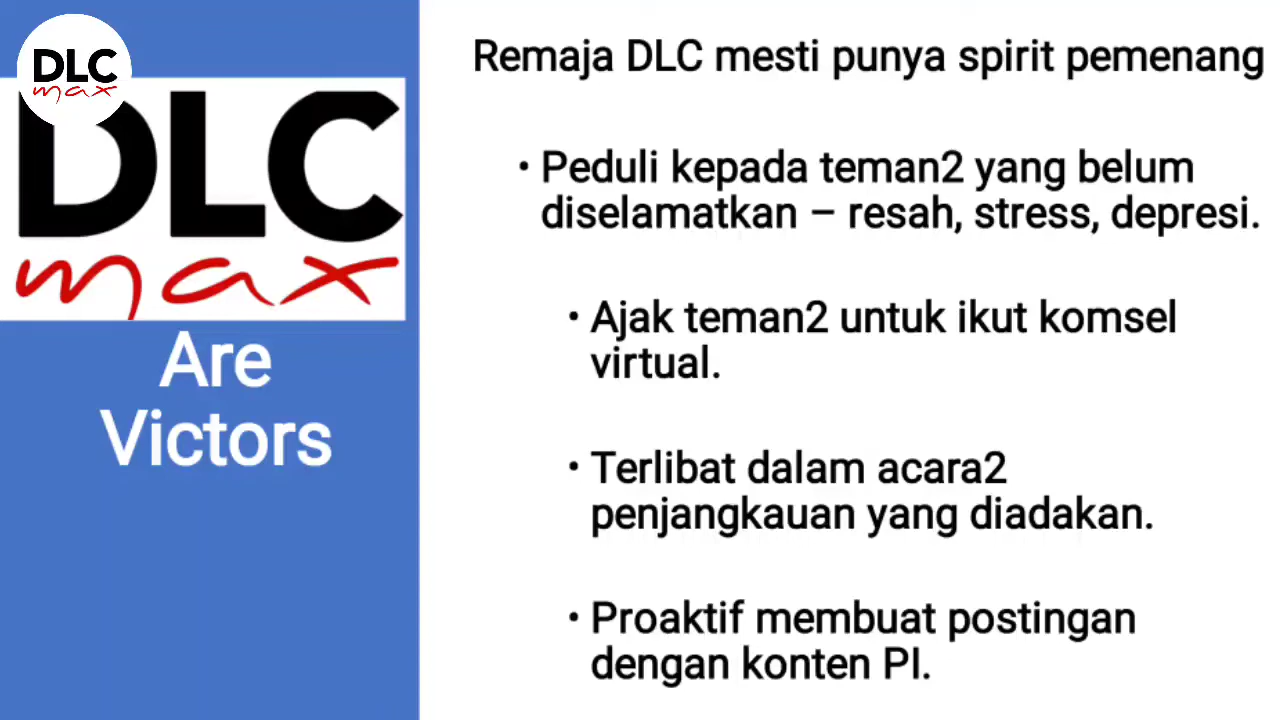 DLC
max
DLC
max
Are
Victors
Remaja DLC mesti punya spirit pemenang
• Peduli kepada teman2 yang belum
diselamatkan – resah, stress, depresi.
• Ajak teman2 untuk ikut komsel
virtual.
• Terlibat dalam acara2
penjangkauan yang diadakan.
• Proaktif membuat postingan
dengan konten PI.